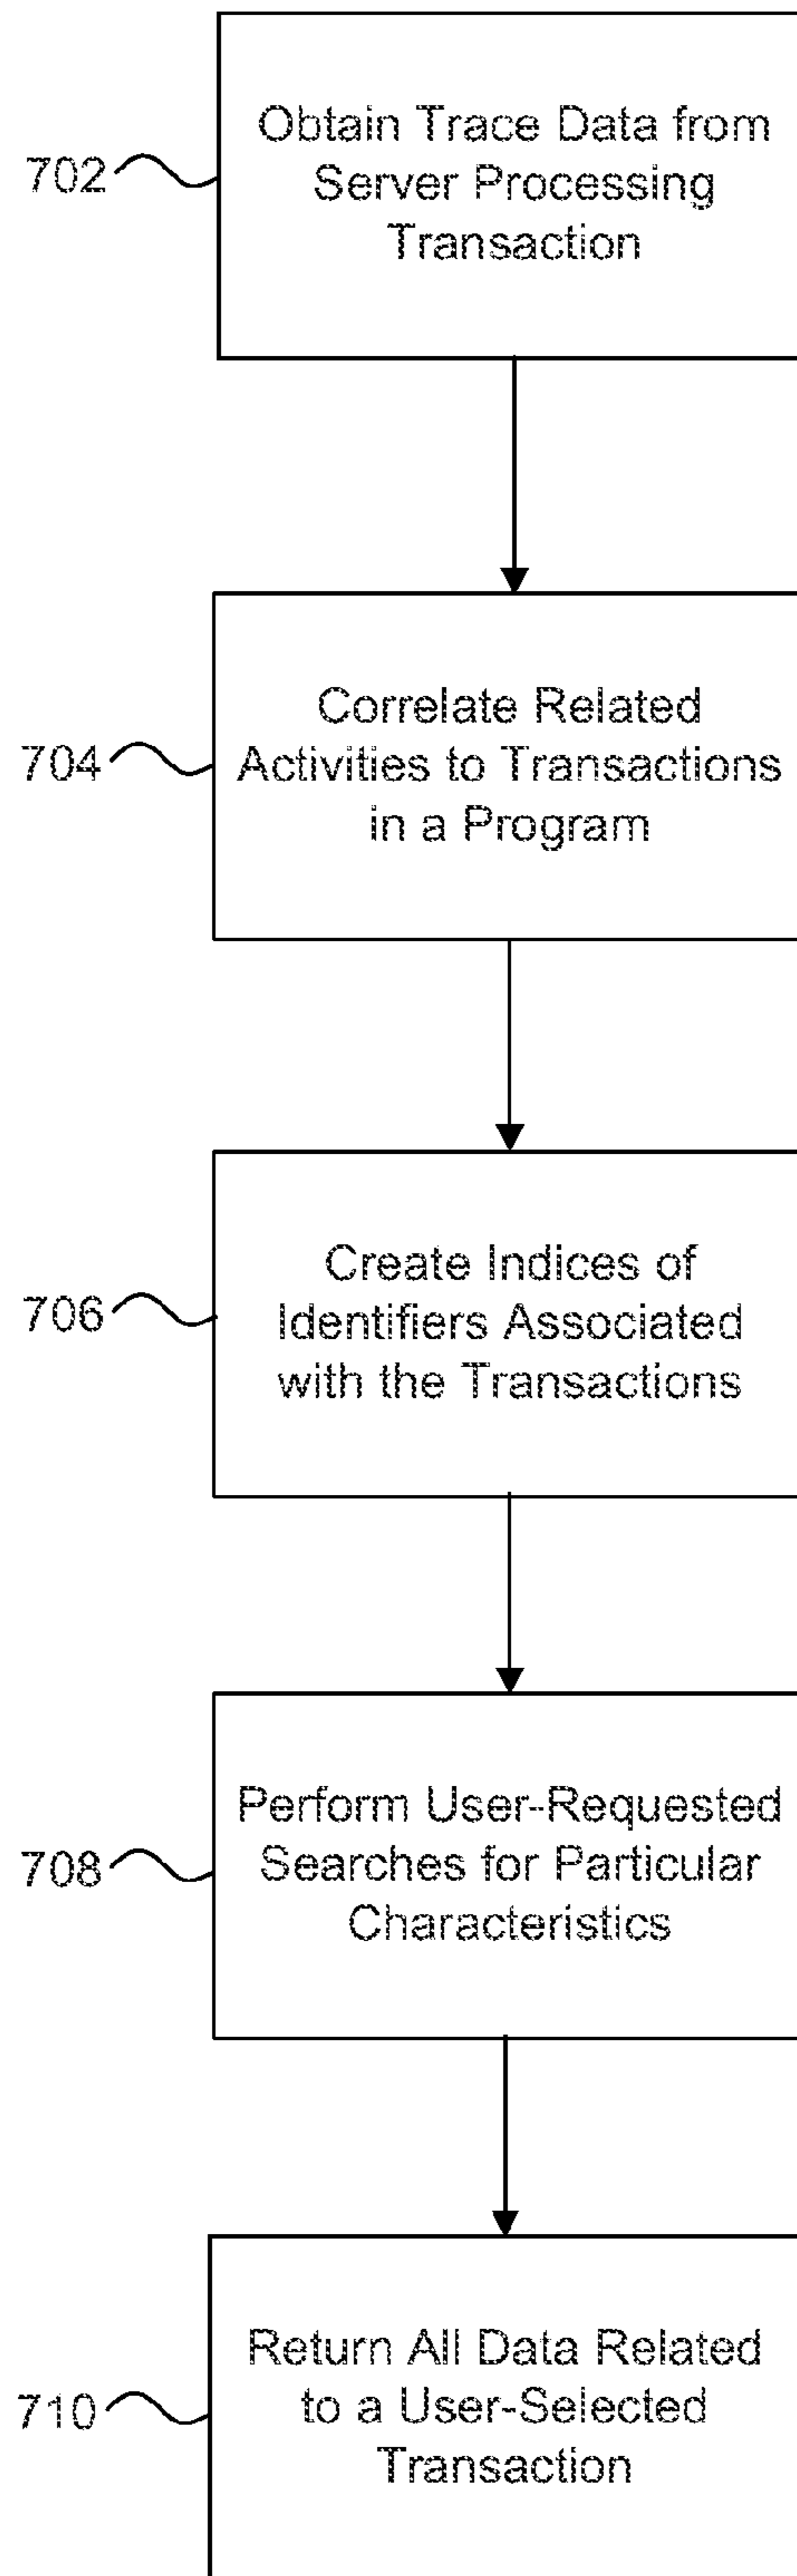 Obtain Trace Data from
702
Server Processing
Transaction
Correlate Related
704
Activities to Transactions
in a Program
Create Indices of
706
Identifiers Associated
with the Transactions
Perform User-Requested
708
Searches for Particular
Characteristics
Return All Data Related
710
to a User-Selected
Transaction